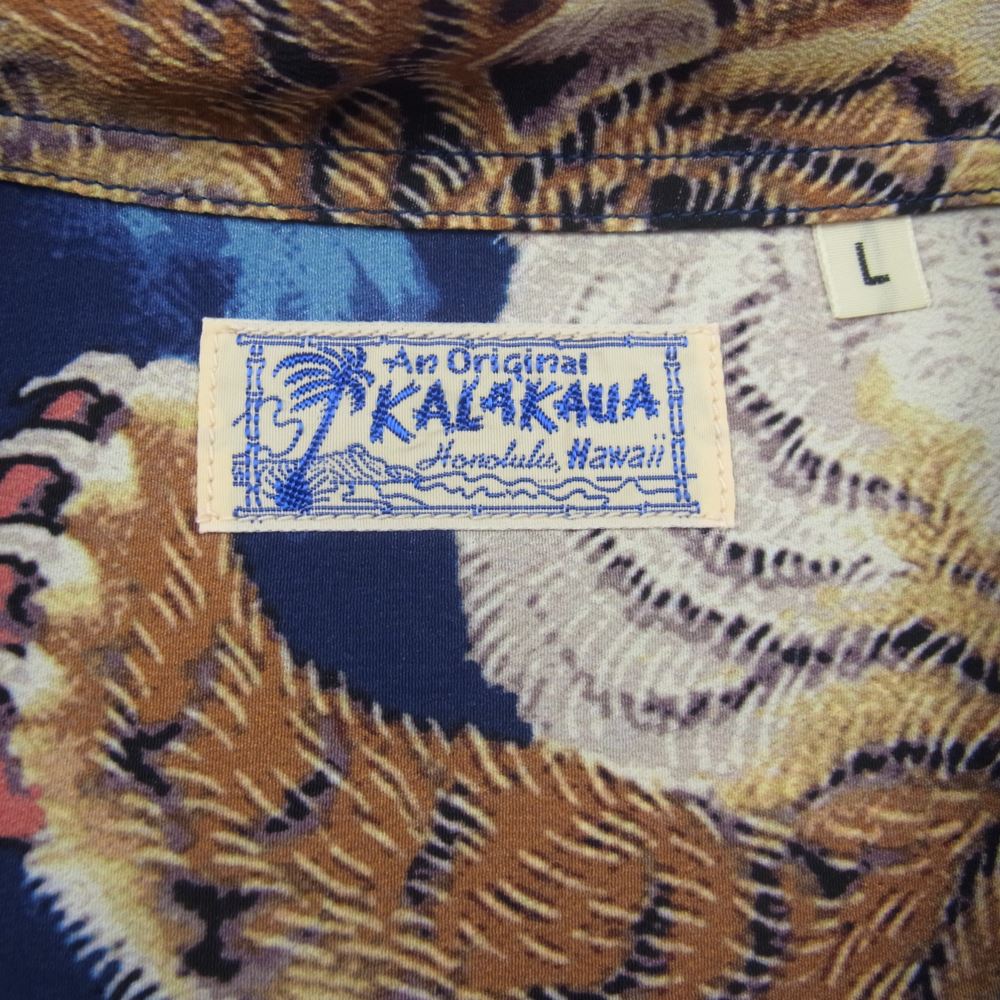 L
An Original
KALAKAUA
Honolulu, Hawaii